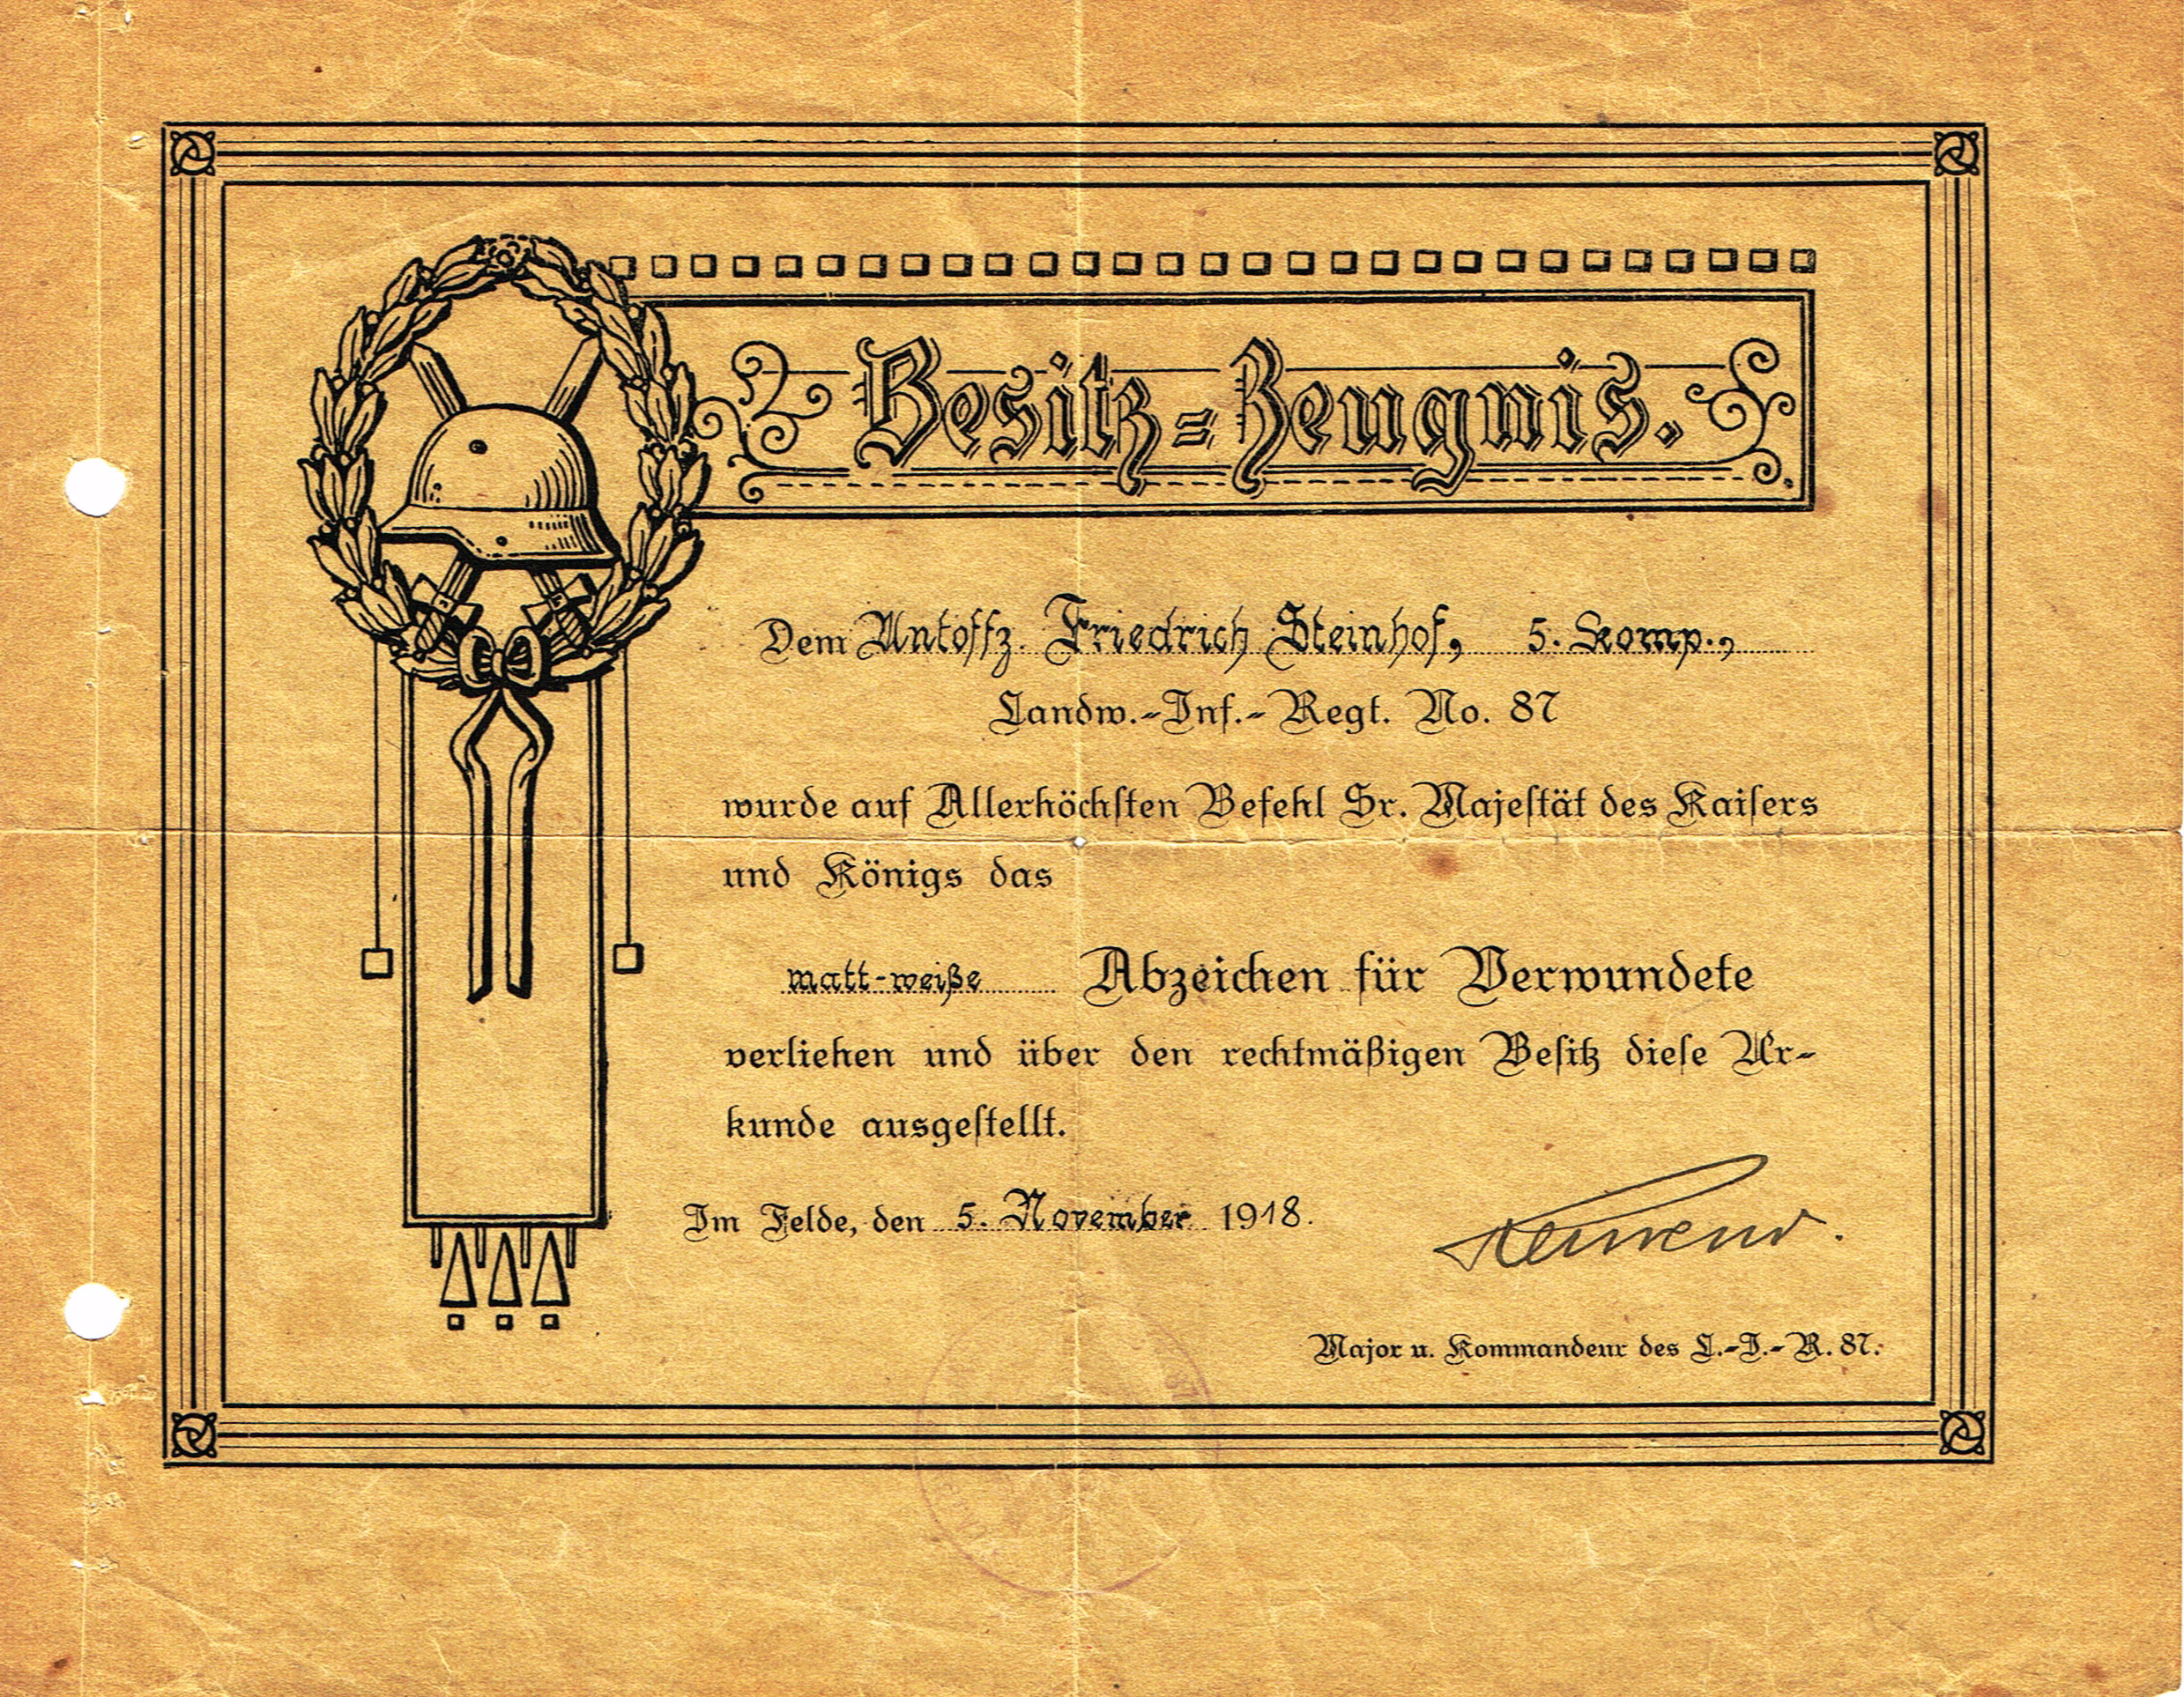 Besitz=Zeugnis.
Dem Untoffz. Friedrich Steinhof, 5. Komp.,
Landw.-Inf.-Regt. No. 87
wurde auf Allerhöchſten Befehl Sr. Majeſtät des Kaiſers
und Königs das
matt-weiße Abzeichen für Verwundete
verliehen und über den rechtmäßigen Beſitz dieſe Ur-
kunde ausgeſtellt.
Im Felde, den 5. November 1918.
Major u. Kommandeur des L.-I.-R. 87.